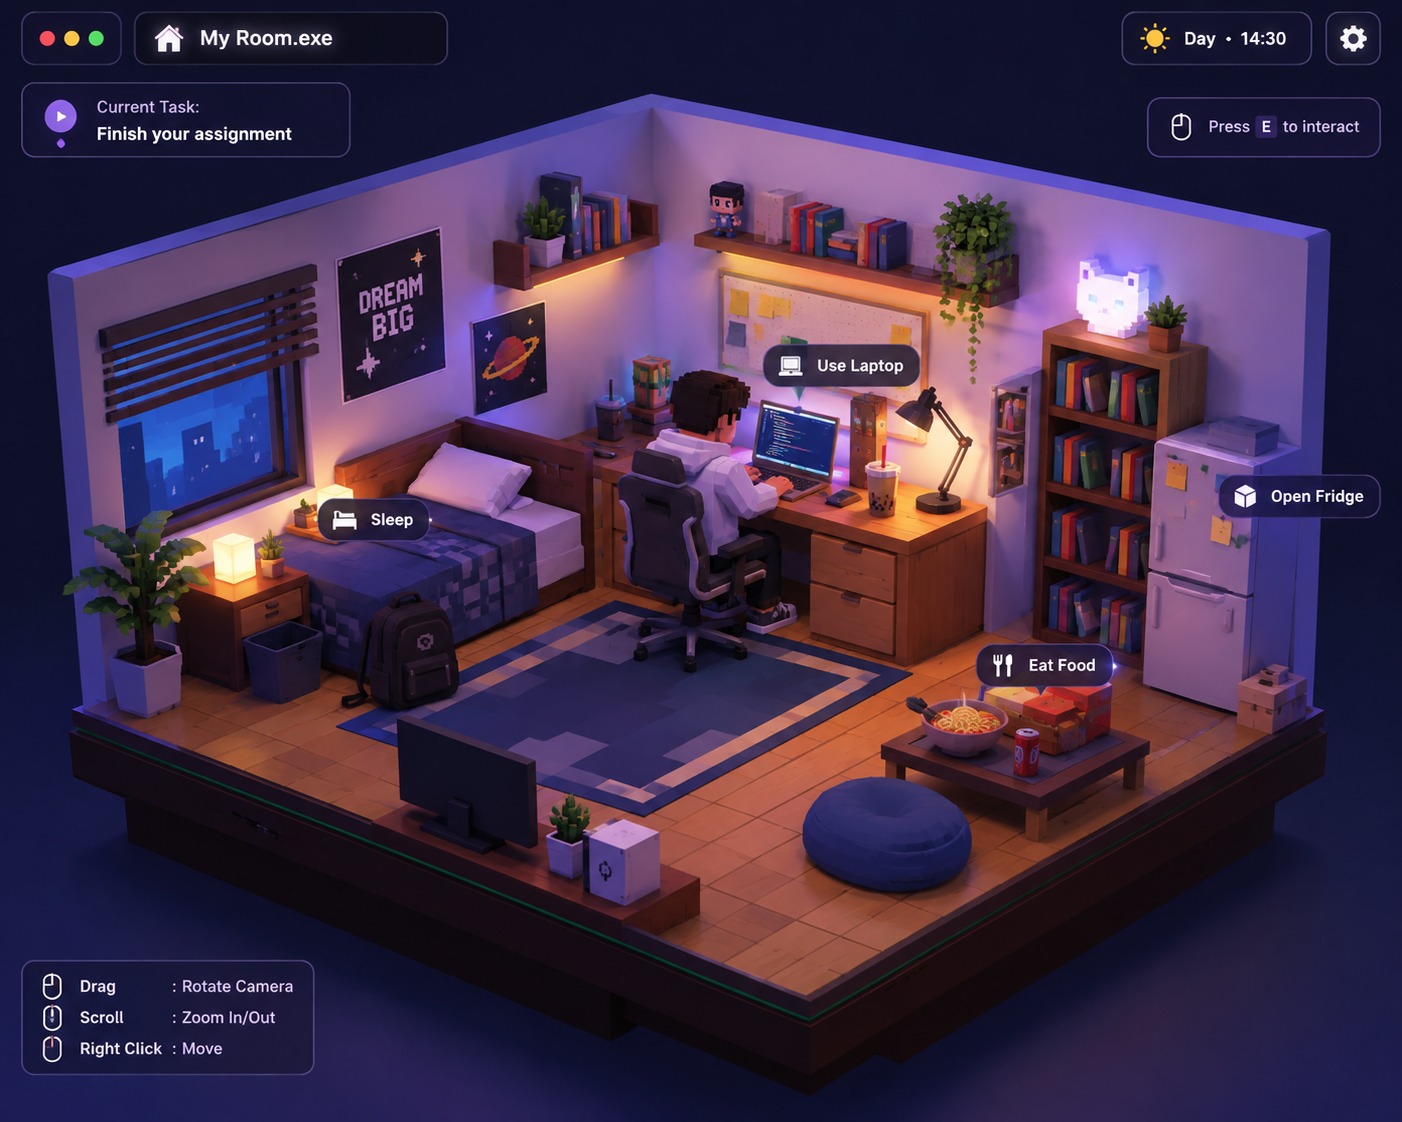 My Room.exe
Day • 14:30
Current Task:
Finish your assignment
Press E to interact
DREAM
BIG
Use Laptop
Open Fridge
Sleep
Eat Food
Drag : Rotate Camera
Scroll : Zoom In/Out
Right Click : Move